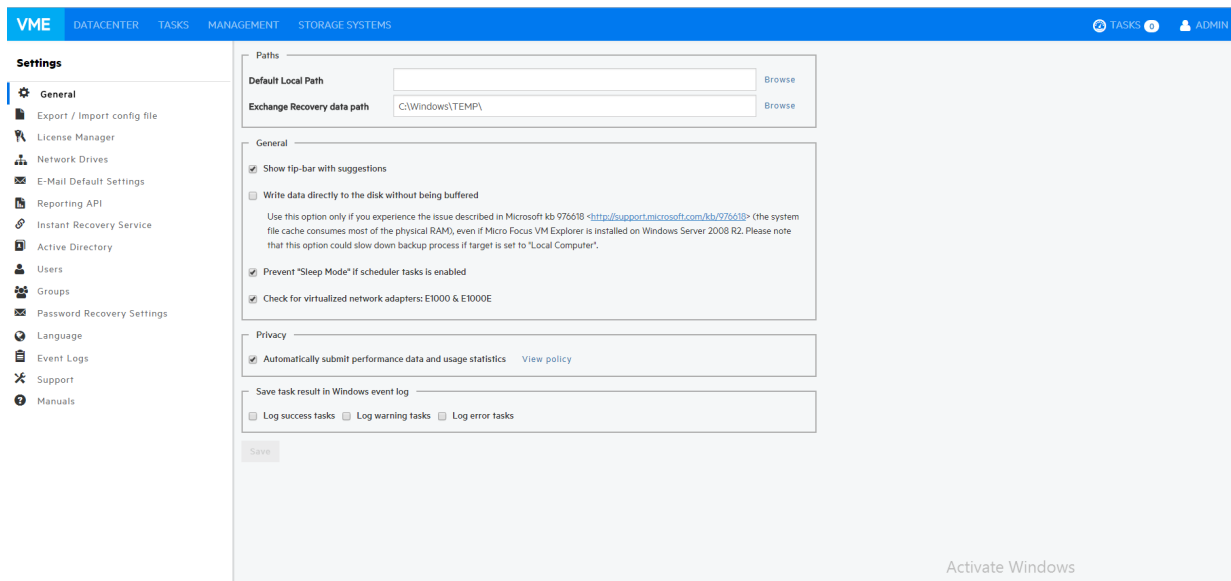 VME DATACENTER TASKS MANAGEMENT STORAGE SYSTEMS TASKS 0 ADMIN
Settings
General
Export / Import config file
License Manager
Network Drives
E-Mail Default Settings
Reporting API
Instant Recovery Service
Active Directory
Users
Groups
Password Recovery Settings
Language
Event Logs
Support
Manuals
Paths
Default Local Path Browse
Exchange Recovery data path C:\Windows\TEMP\ Browse
General
Show tip-bar with suggestions
Write data directly to the disk without being buffered
Use this option only if you experience the issue described in Microsoft kb 976618 <http://support.microsoft.com/kb/976618> (the system
file cache consumes most of the physical RAM), even if Micro Focus VM Explorer is installed on Windows Server 2008 R2. Please note
that this option could slow down backup process if target is set to "Local Computer".
Prevent "Sleep Mode" if scheduler tasks is enabled
Check for virtualized network adapters: E1000 & E1000E
Privacy
Automatically submit performance data and usage statistics View policy
Save task result in Windows event log
Log success tasks Log warning tasks Log error tasks
Save
Activate Windows